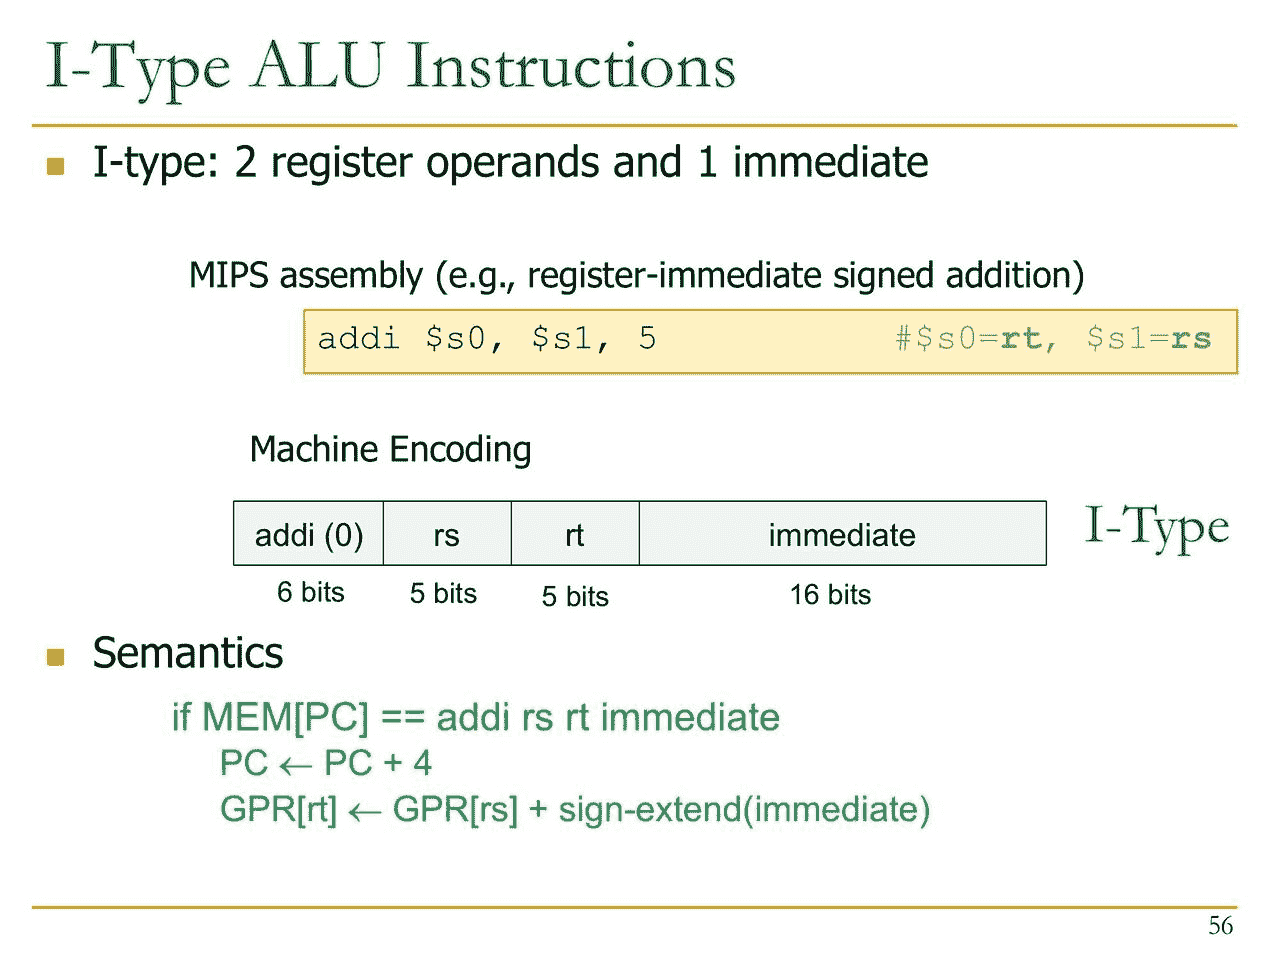 I-Type ALU Instructions
I-type: 2 register operands and 1 immediate
MIPS assembly (e.g., register-immediate signed addition)
addi $s0, $s1, 5 #$s0=rt, $s1=rs
Machine Encoding
addi (0) rs rt immediate I-Type
6 bits 5 bits 5 bits 16 bits
Semantics
if MEM[PC] == addi rs rt immediate
PC ← PC + 4
GPR[rt] ← GPR[rs] + sign-extend(immediate)
56